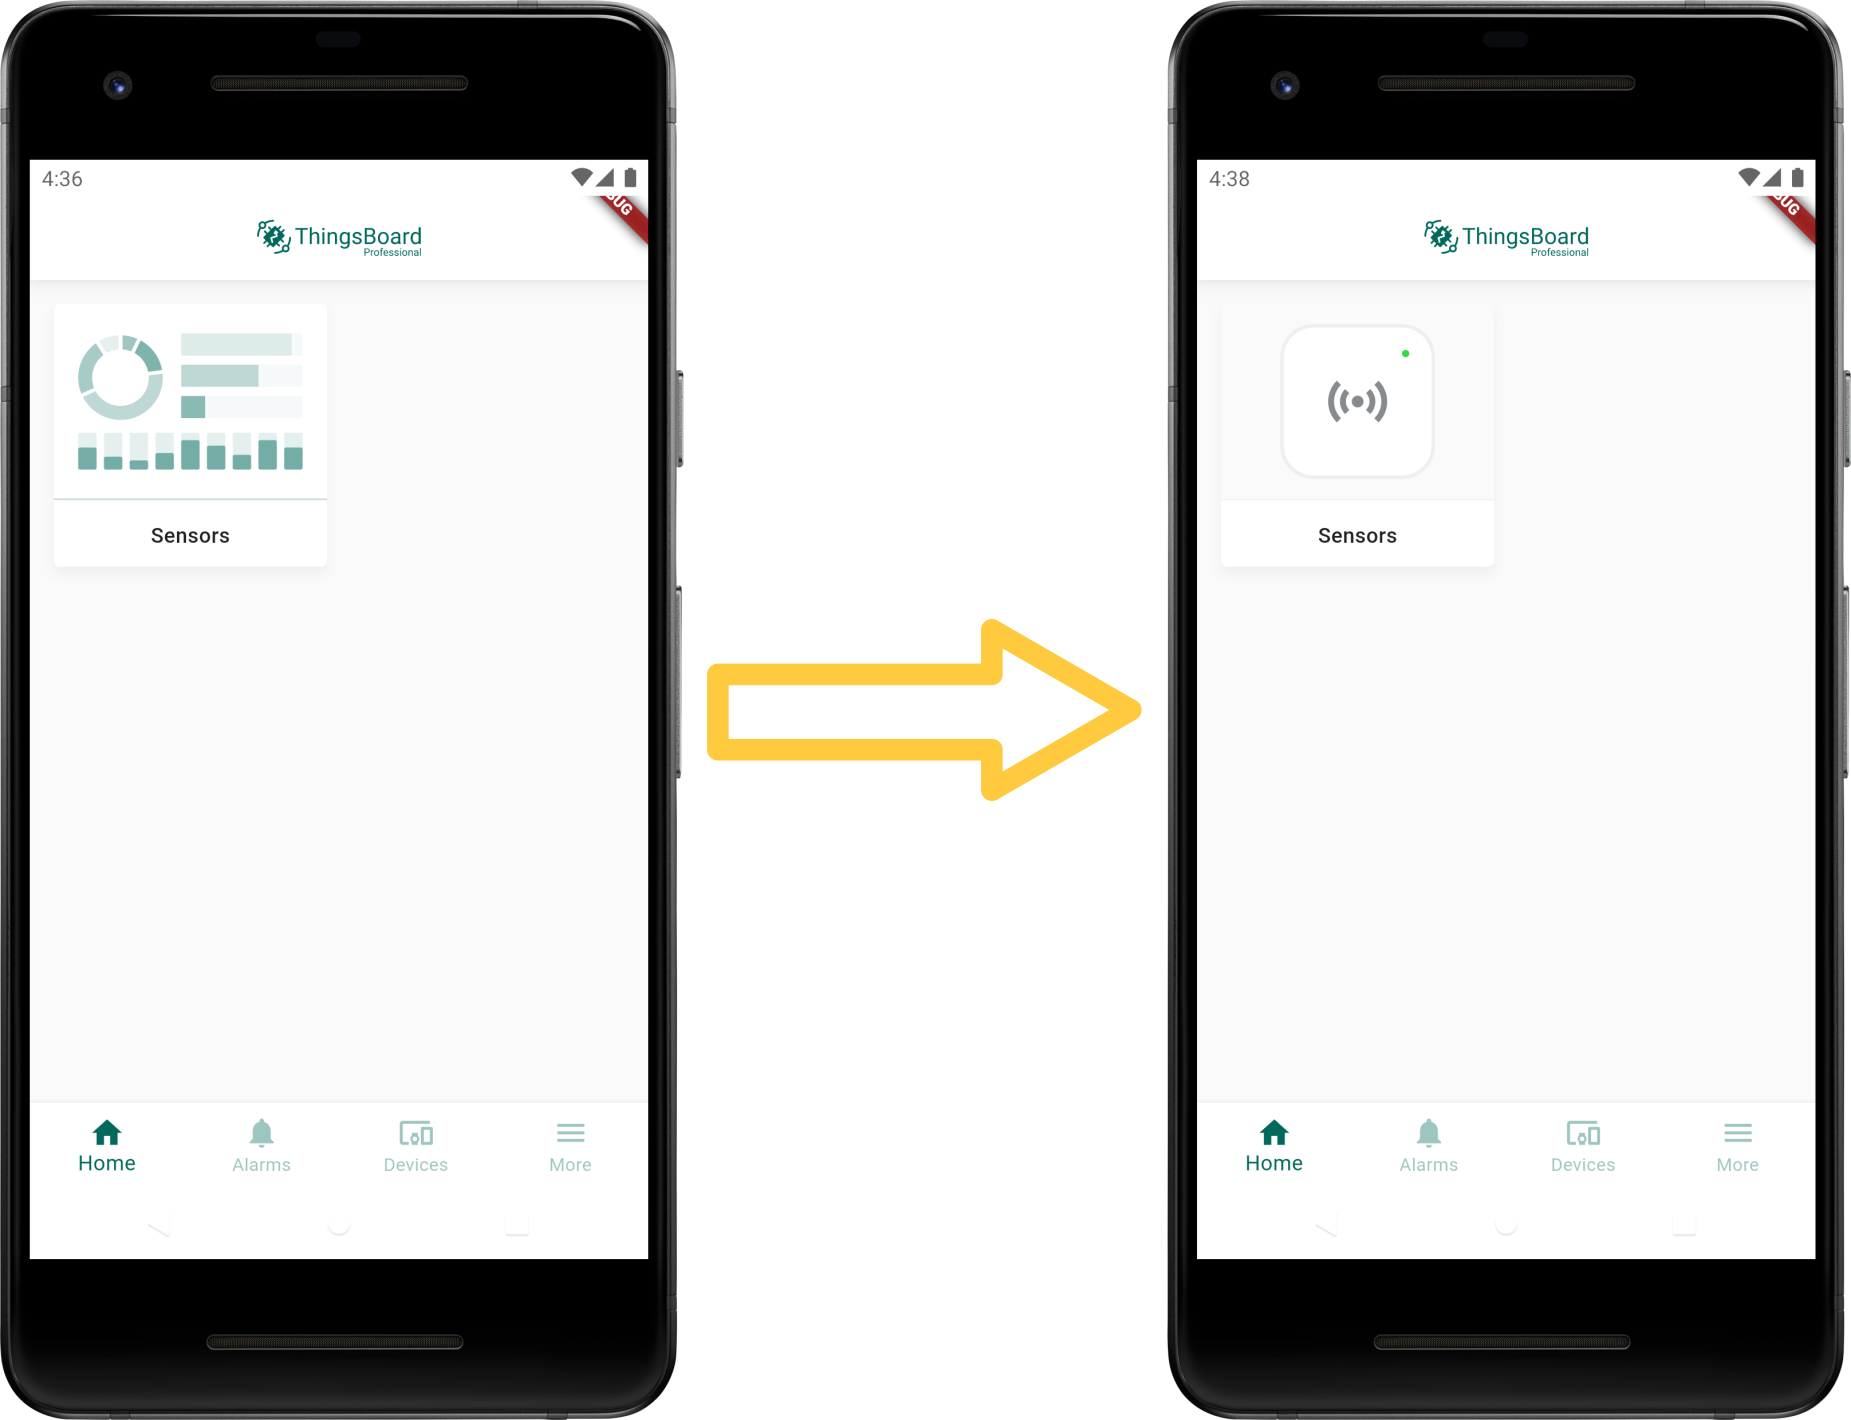 4:36
UG
ThingsBoard
Professional
Sensors
Home
Alarms
Devices
More
4:38
UG
ThingsBoard
Professional
Sensors
Home
Alarms
Devices
More